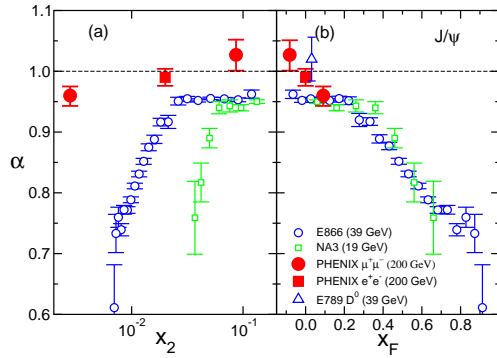 (a)
(b)
J/ψ
1.1
1.0
0.9
0.8
0.7
0.6
α
E866 (39 GeV)
NA3 (19 GeV)
PHENIX μ⁺μ⁻ (200 GeV)
PHENIX e⁺e⁻ (200 GeV)
E789 D⁰ (39 GeV)
10⁻² 10⁻¹ 0.0 0.2 0.4 0.6 0.8
x₂ x_F